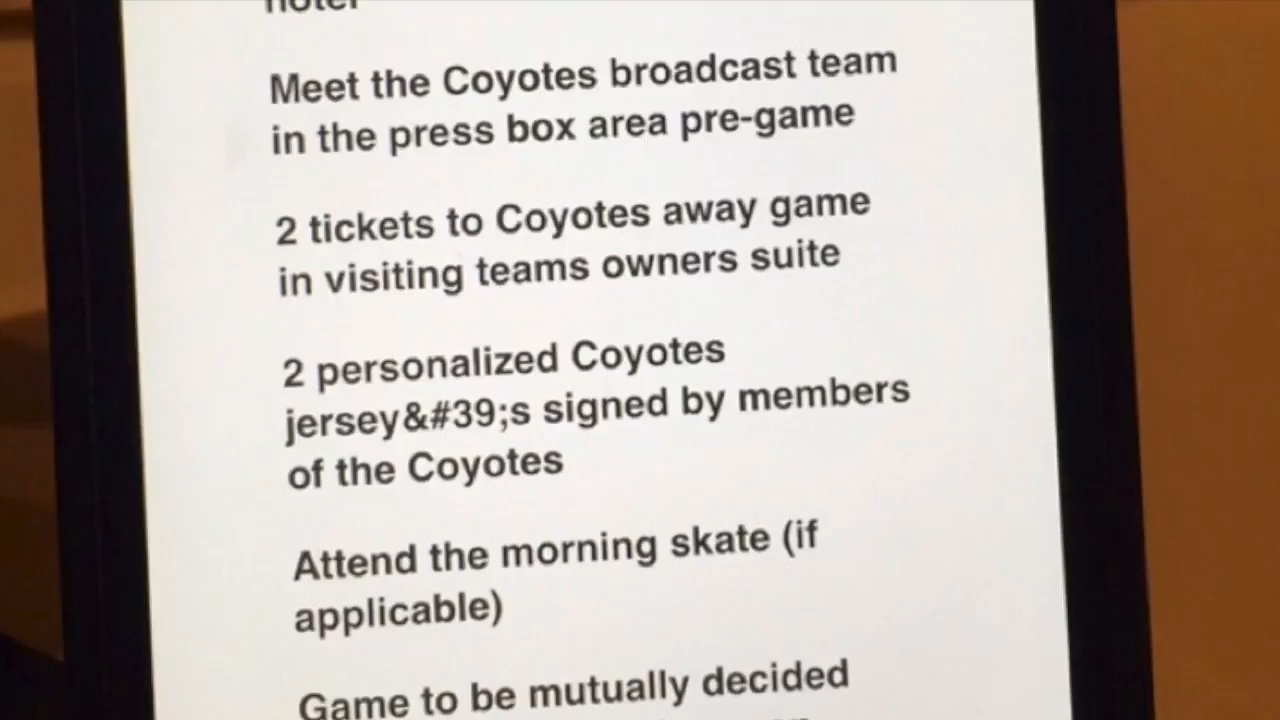 Meet the Coyotes broadcast team
in the press box area pre-game
2 tickets to Coyotes away game
in visiting teams owners suite
2 personalized Coyotes
jersey&#39;s signed by members
of the Coyotes
Attend the morning skate (if
applicable)
Game to be mutually decided